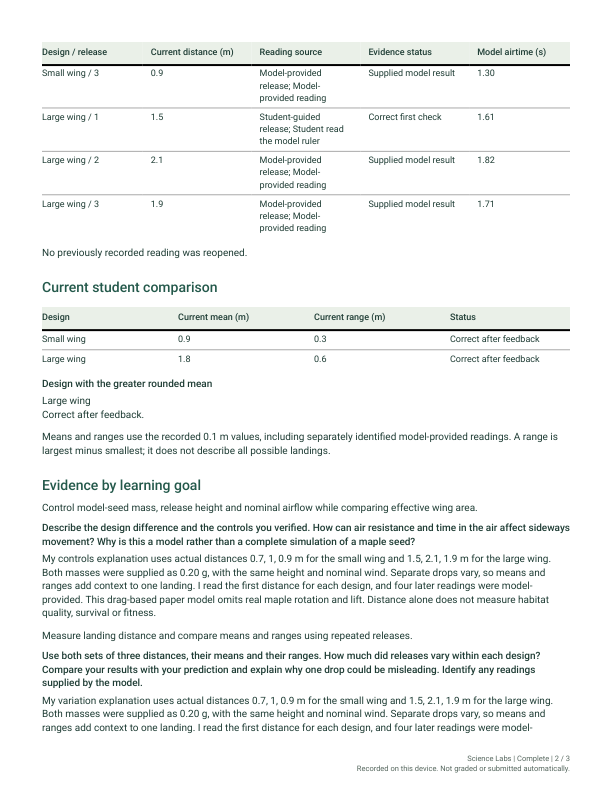 Design / release Current distance (m) Reading source Evidence status Model airtime (s)
Small wing / 3 0.9 Model-provided Supplied model result 1.30
release; Model-
provided reading
Large wing / 1 1.5 Student-guided Correct first check 1.61
release; Student read
the model ruler
Large wing / 2 2.1 Model-provided Supplied model result 1.82
release; Model-
provided reading
Large wing / 3 1.9 Model-provided Supplied model result 1.71
release; Model-
provided reading
No previously recorded reading was reopened.
Current student comparison
Design Current mean (m) Current range (m) Status
Small wing 0.9 0.3 Correct after feedback
Large wing 1.8 0.6 Correct after feedback
Design with the greater rounded mean
Large wing
Correct after feedback.
Means and ranges use the recorded 0.1 m values, including separately identified model-provided readings. A range is
largest minus smallest; it does not describe all possible landings.
Evidence by learning goal
Control model-seed mass, release height and nominal airflow while comparing effective wing area.
Describe the design difference and the controls you verified. How can air resistance and time in the air affect sideways
movement? Why is this a model rather than a complete simulation of a maple seed?
My controls explanation uses actual distances 0.7, 1, 0.9 m for the small wing and 1.5, 2.1, 1.9 m for the large wing.
Both masses were supplied as 0.20 g, with the same height and nominal wind. Separate drops vary, so means and
ranges add context to one landing. I read the first distance for each design, and four later readings were model-
provided. This drag-based paper model omits real maple rotation and lift. Distance alone does not measure habitat
quality, survival or fitness.
Measure landing distance and compare means and ranges using repeated releases.
Use both sets of three distances, their means and their ranges. How much did releases vary within each design?
Compare your results with your prediction and explain why one drop could be misleading. Identify any readings
supplied by the model.
My variation explanation uses actual distances 0.7, 1, 0.9 m for the small wing and 1.5, 2.1, 1.9 m for the large wing.
Both masses were supplied as 0.20 g, with the same height and nominal wind. Separate drops vary, so means and
ranges add context to one landing. I read the first distance for each design, and four later readings were model-
Science Labs | Complete | 2 / 3
Recorded on this device. Not graded or submitted automatically.